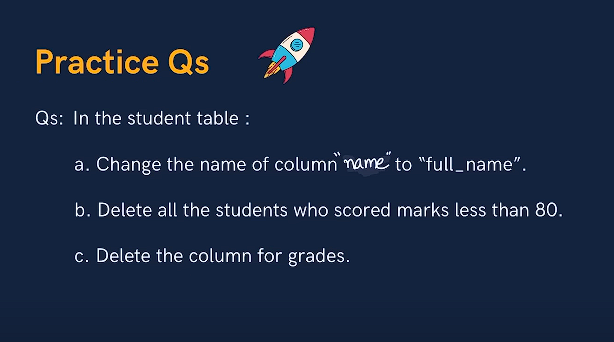 Practice Qs
Qs: In the student table :
a. Change the name of column "name" to “full_name”.
b. Delete all the students who scored marks less than 80.
c. Delete the column for grades.